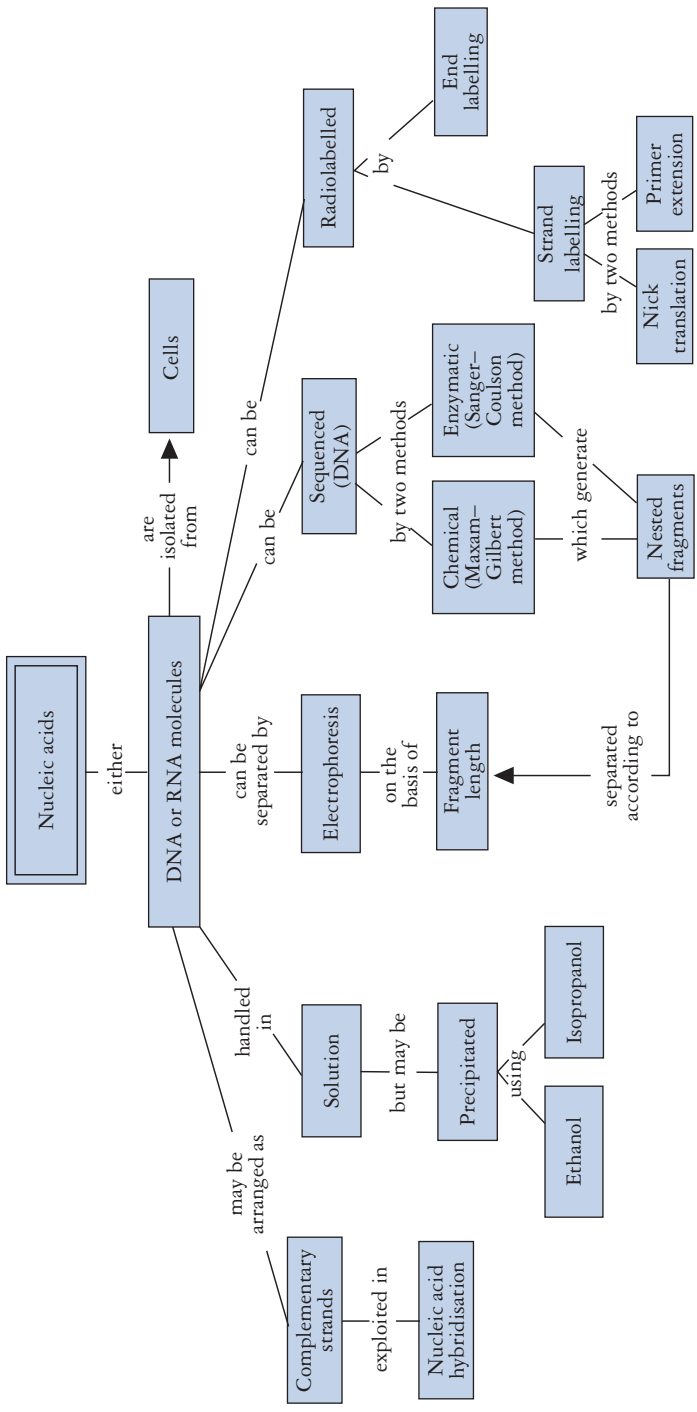 Nucleic acids
either
DNA or RNA molecules
are
isolated
from
Cells
may be
arranged as
Complementary
strands
exploited in
Nucleic acid
hybridisation
handled
in
Solution
but may be
Precipitated
using
Ethanol
Isopropanol
can be
separated by
Electrophoresis
on the
basis of
Fragment
length
separated
according to
can be
Sequenced
(DNA)
by two methods
Chemical
(Maxam–
Gilbert
method)
Enzymatic
(Sanger–
Coulson
method)
which generate
Nested
fragments
can be
Radiolabelled
by
Strand
labelling
by two methods
Nick
translation
Primer
extension
End
labelling